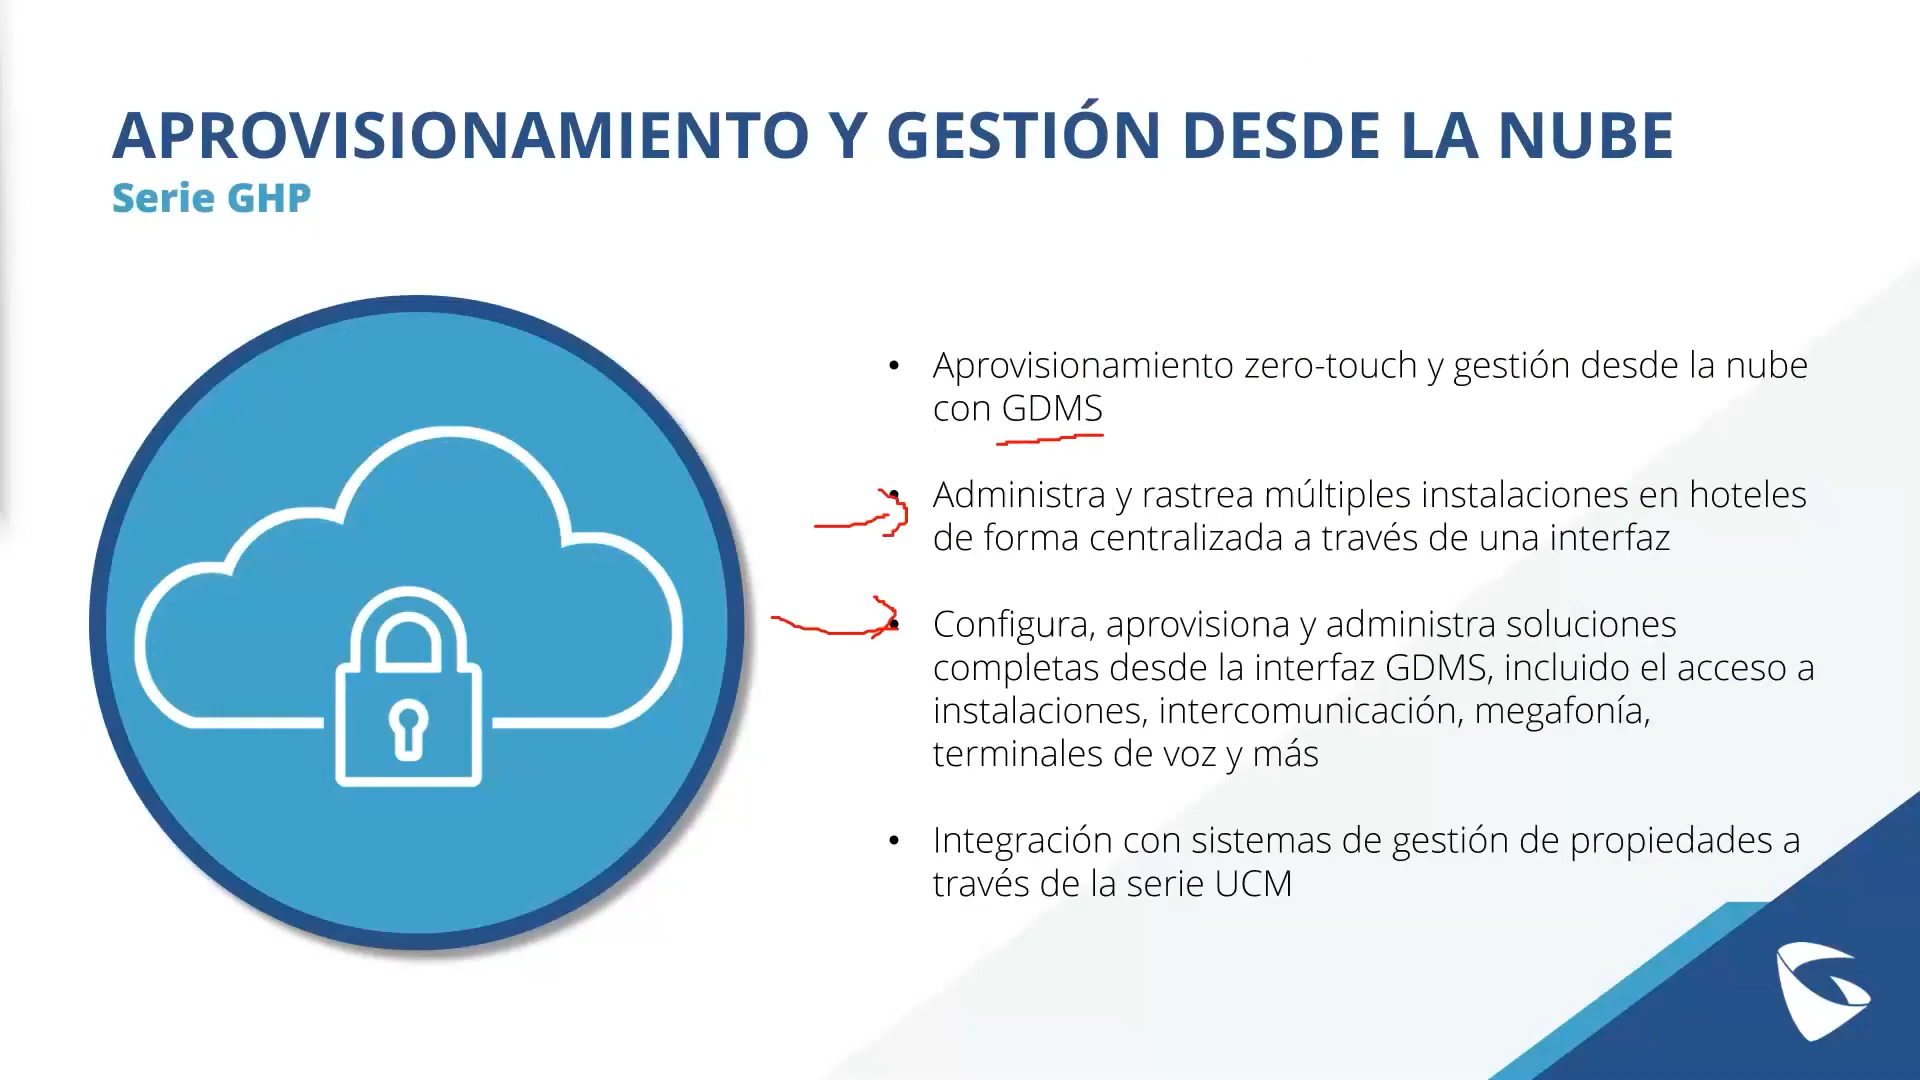 APROVISIONAMIENTO Y GESTIÓN DESDE LA NUBE
Serie GHP
• Aprovisionamiento zero-touch y gestión desde la nube
con GDMS
• Administra y rastrea múltiples instalaciones en hoteles
de forma centralizada a través de una interfaz
• Configura, aprovisiona y administra soluciones
completas desde la interfaz GDMS, incluido el acceso a
instalaciones, intercomunicación, megafonía,
terminales de voz y más
• Integración con sistemas de gestión de propiedades a
través de la serie UCM